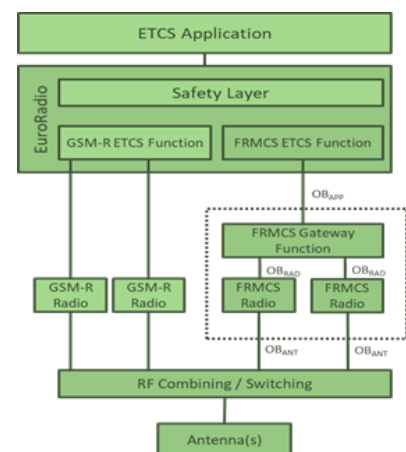 ETCS Application
EuroRadio
Safety Layer
GSM-R ETCS Function
FRMCS ETCS Function
OBAPP
FRMCS Gateway
Function
OBRAD
OBRAD
GSM-R
Radio
GSM-R
Radio
FRMCS
Radio
FRMCS
Radio
OBANT
OBANT
RF Combining / Switching
Antenna(s)